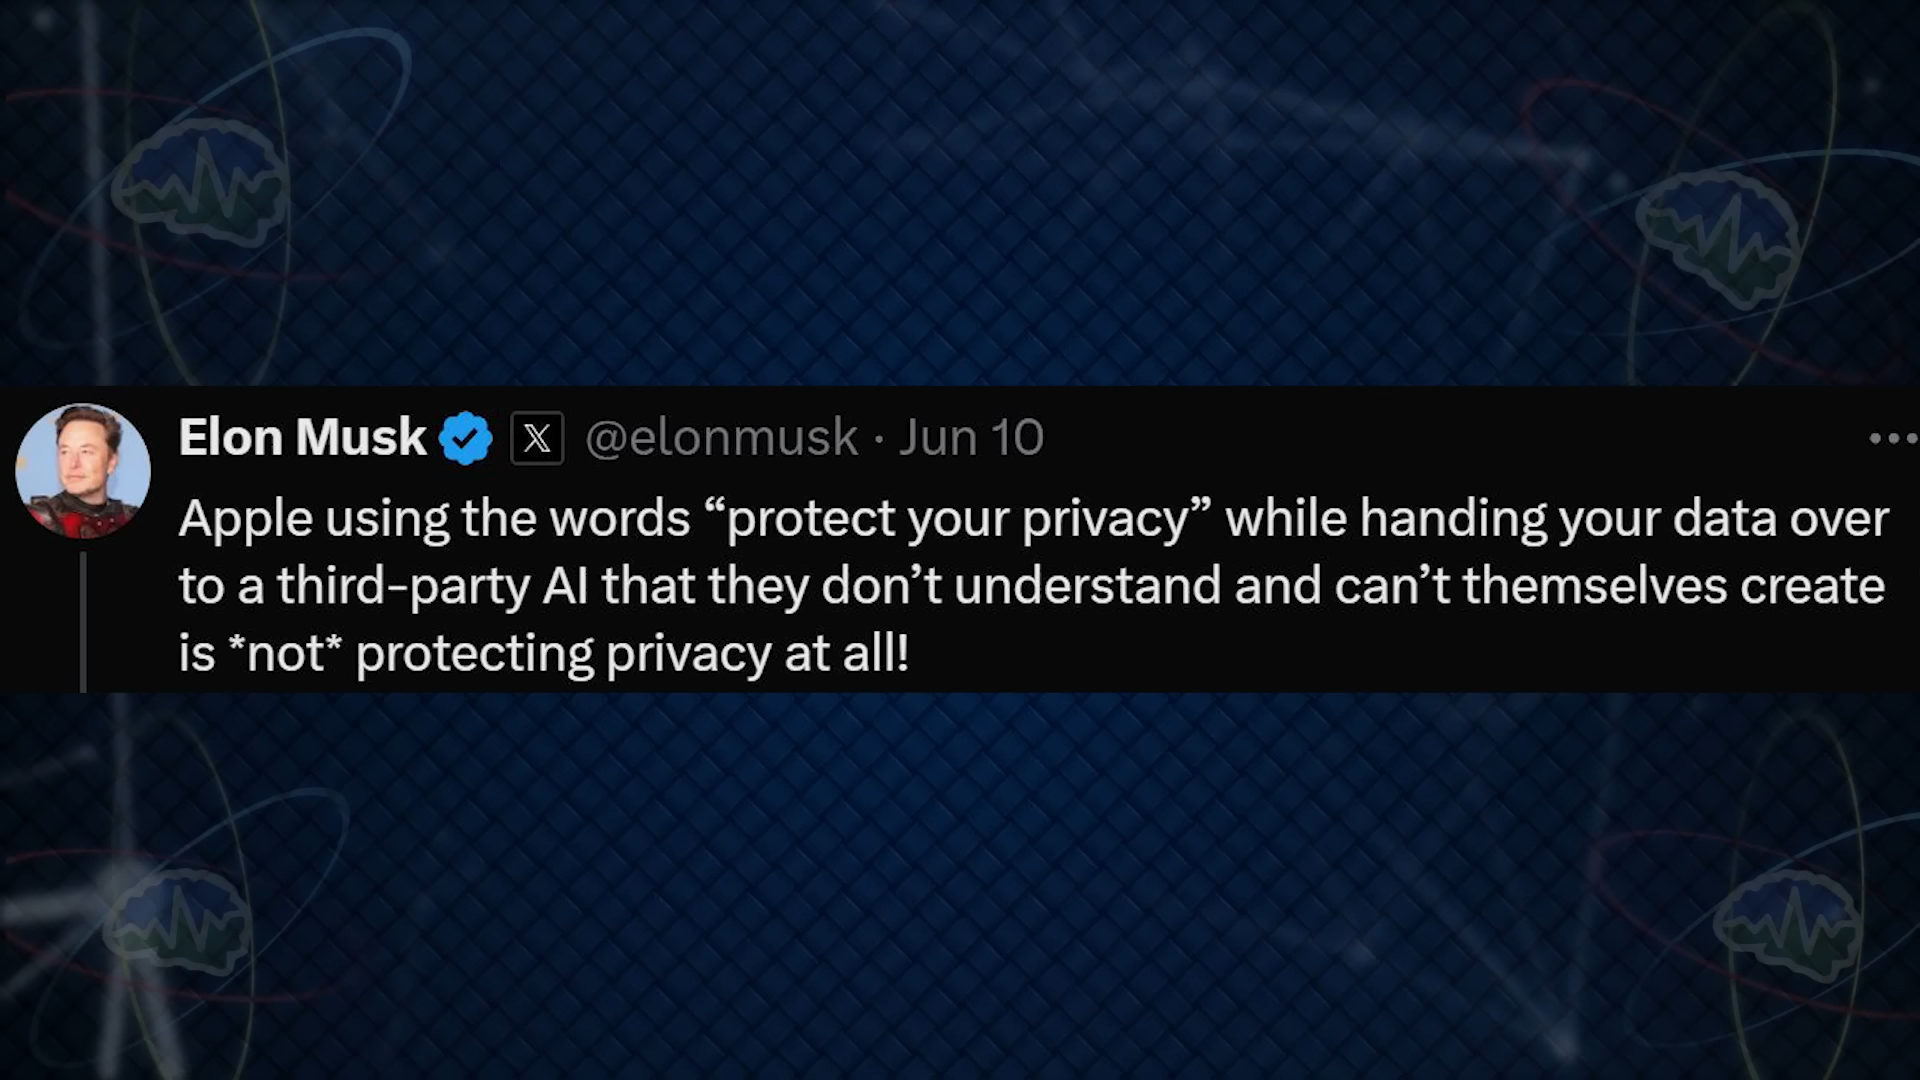 Elon Musk X @elonmusk · Jun 10
Apple using the words “protect your privacy” while handing your data over
to a third-party AI that they don’t understand and can’t themselves create
is *not* protecting privacy at all!